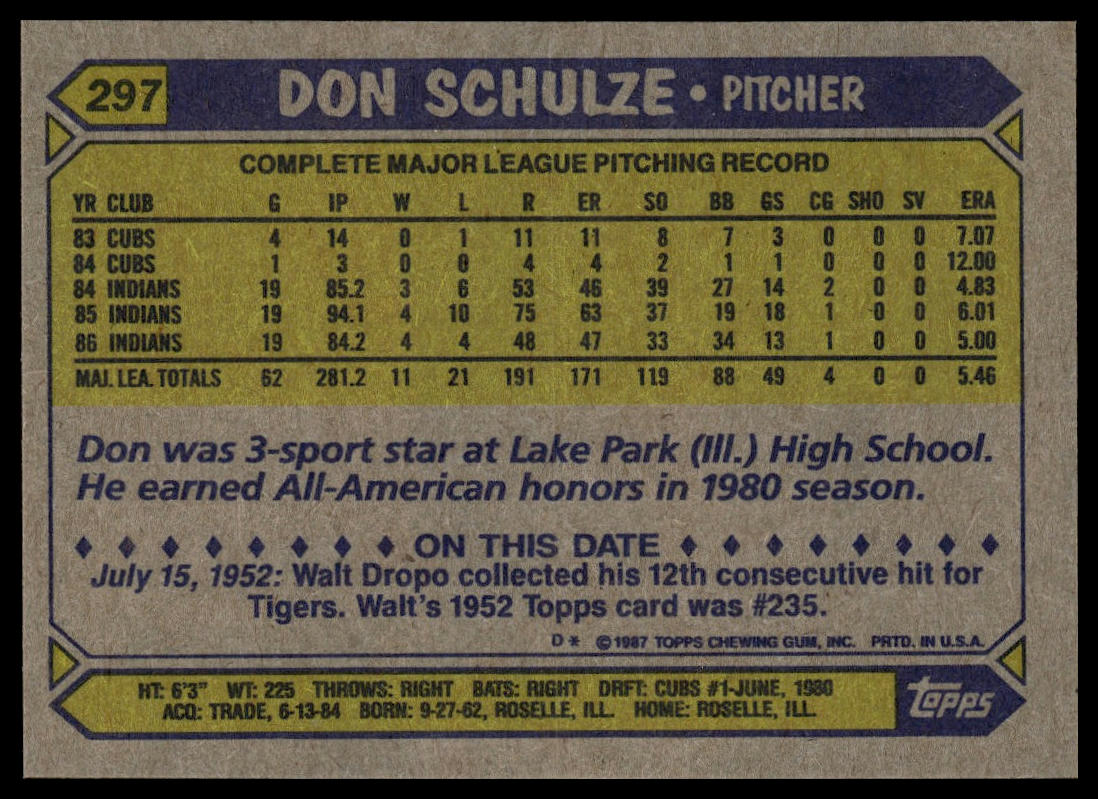 297 DON SCHULZE • PITCHER
COMPLETE MAJOR LEAGUE PITCHING RECORD
YR CLUB G IP W L R ER SO BB GS CG SHO SV ERA
83 CUBS 4 14 0 1 11 11 8 7 3 0 0 0 7.07
84 CUBS 1 3 0 0 4 4 2 1 1 0 0 0 12.00
84 INDIANS 19 85.2 3 6 53 46 39 27 14 2 0 0 4.83
85 INDIANS 19 94.1 4 10 75 63 37 19 18 1 0 0 6.01
86 INDIANS 19 84.2 4 4 48 47 33 34 13 1 0 0 5.00
MAJ. LEA. TOTALS 62 281.2 11 21 191 171 119 88 49 4 0 0 5.46
Don was 3-sport star at Lake Park (Ill.) High School.
He earned All-American honors in 1980 season.
♦ ♦ ♦ ♦ ♦ ♦ ♦ ♦ ON THIS DATE ♦ ♦ ♦ ♦ ♦ ♦ ♦ ♦
July 15, 1952: Walt Dropo collected his 12th consecutive hit for
Tigers. Walt's 1952 Topps card was #235.
D* ©1987 TOPPS CHEWING GUM, INC. PRTD. IN U.S.A.
HT: 6'3" WT: 225 THROWS: RIGHT BATS: RIGHT DRFT: CUBS #1-JUNE, 1980
ACQ: TRADE, 6-13-84 BORN: 9-27-62, ROSELLE, ILL. HOME: ROSELLE, ILL.
topps